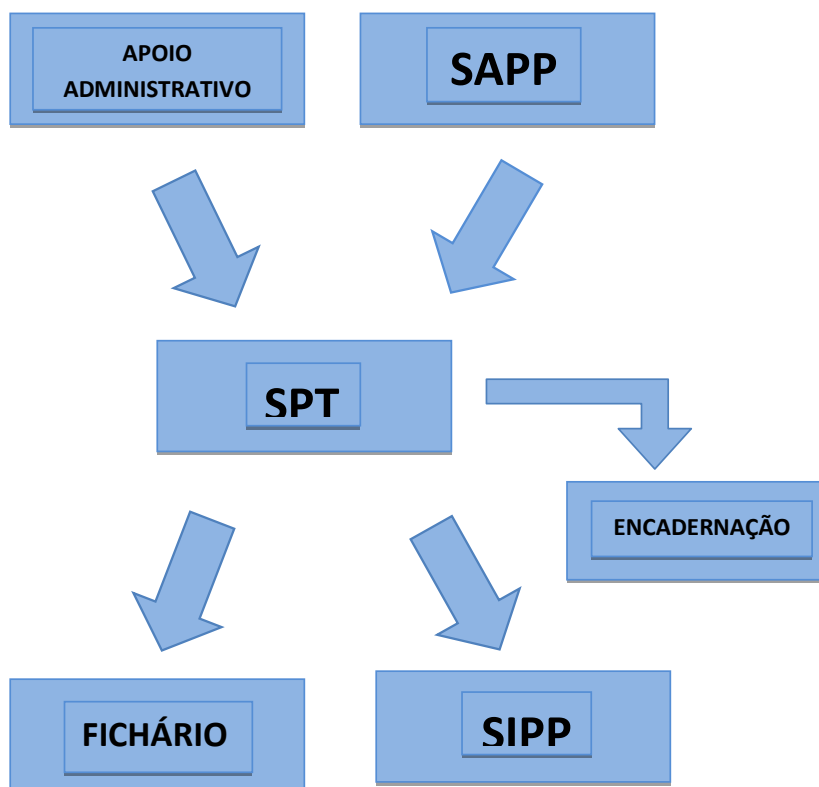 APOIO
ADMINISTRATIVO
SAPP
SPT
ENCADERNAÇÃO
FICHÁRIO
SIPP